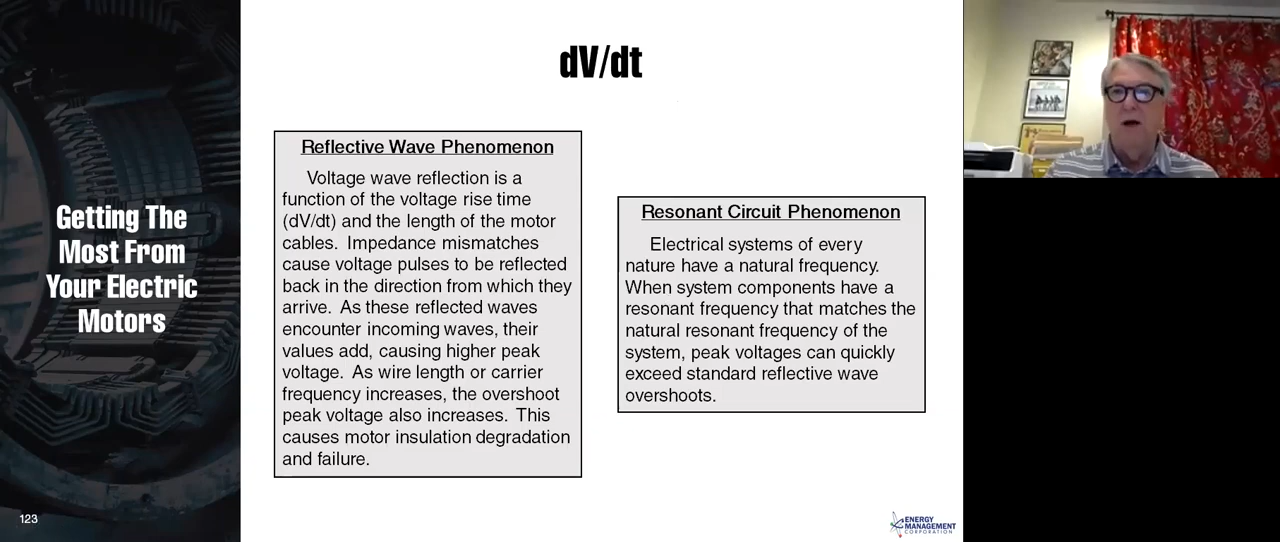 dV/dt
Getting The
Most From
Your Electric
Motors
Reflective Wave Phenomenon
Voltage wave reflection is a
function of the voltage rise time
(dV/dt) and the length of the motor
cables. Impedance mismatches
cause voltage pulses to be reflected
back in the direction from which they
arrive. As these reflected waves
encounter incoming waves, their
values add, causing higher peak
voltage. As wire length or carrier
frequency increases, the overshoot
peak voltage also increases. This
causes motor insulation degradation
and failure.
Resonant Circuit Phenomenon
Electrical systems of every
nature have a natural frequency.
When system components have a
resonant frequency that matches the
natural resonant frequency of the
system, peak voltages can quickly
exceed standard reflective wave
overshoots.
123
ENERGY
MANAGEMENT
CORPORATION